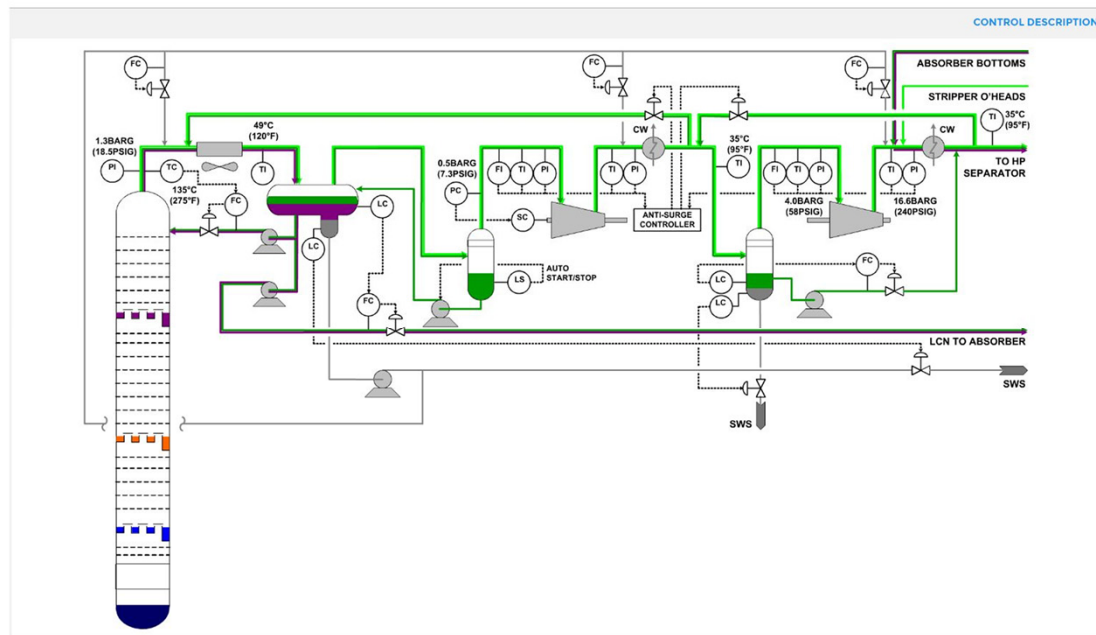 CONTROL DESCRIPTION
FC
FC
FC
ABSORBER BOTTOMS
STRIPPER O'HEADS
1.3BARG
(18.5PSIG)
49°C
(120°F)
CW
35°C
(95°F)
TI
CW
TI
35°C
(95°F)
PI
TC
TI
TO HP
SEPARATOR
135°C
(275°F)
FC
0.5BARG
(7.3PSIG)
FI
TI
PI
TI
PI
FI
TI
PI
TI
PI
PC
4.0BARG
(58PSIG)
16.6BARG
(240PSIG)
LC
SC
ANTI-SURGE
CONTROLLER
LC
AUTO
START/STOP
LS
FC
LC
LC
FC
LCN TO ABSORBER
SWS
SWS